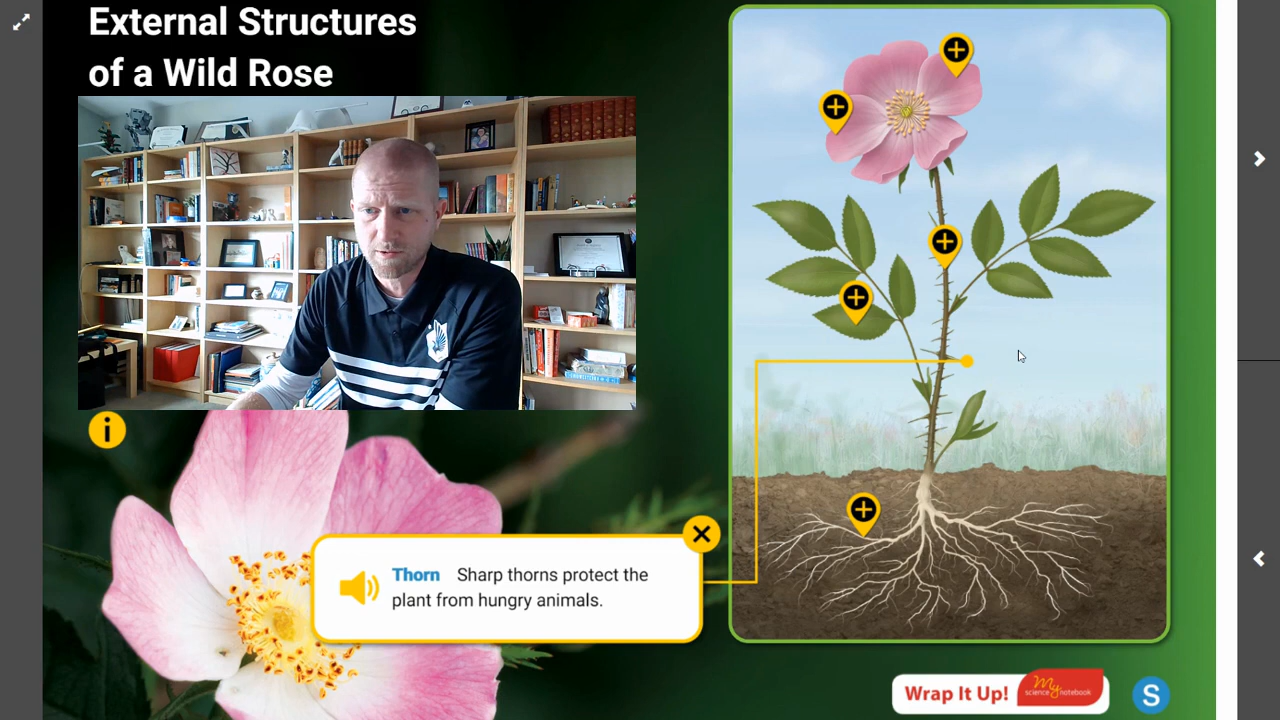 External Structures
of a Wild Rose
i
Thorn Sharp thorns protect the
plant from hungry animals.
Wrap It Up!
My
science notebook
S